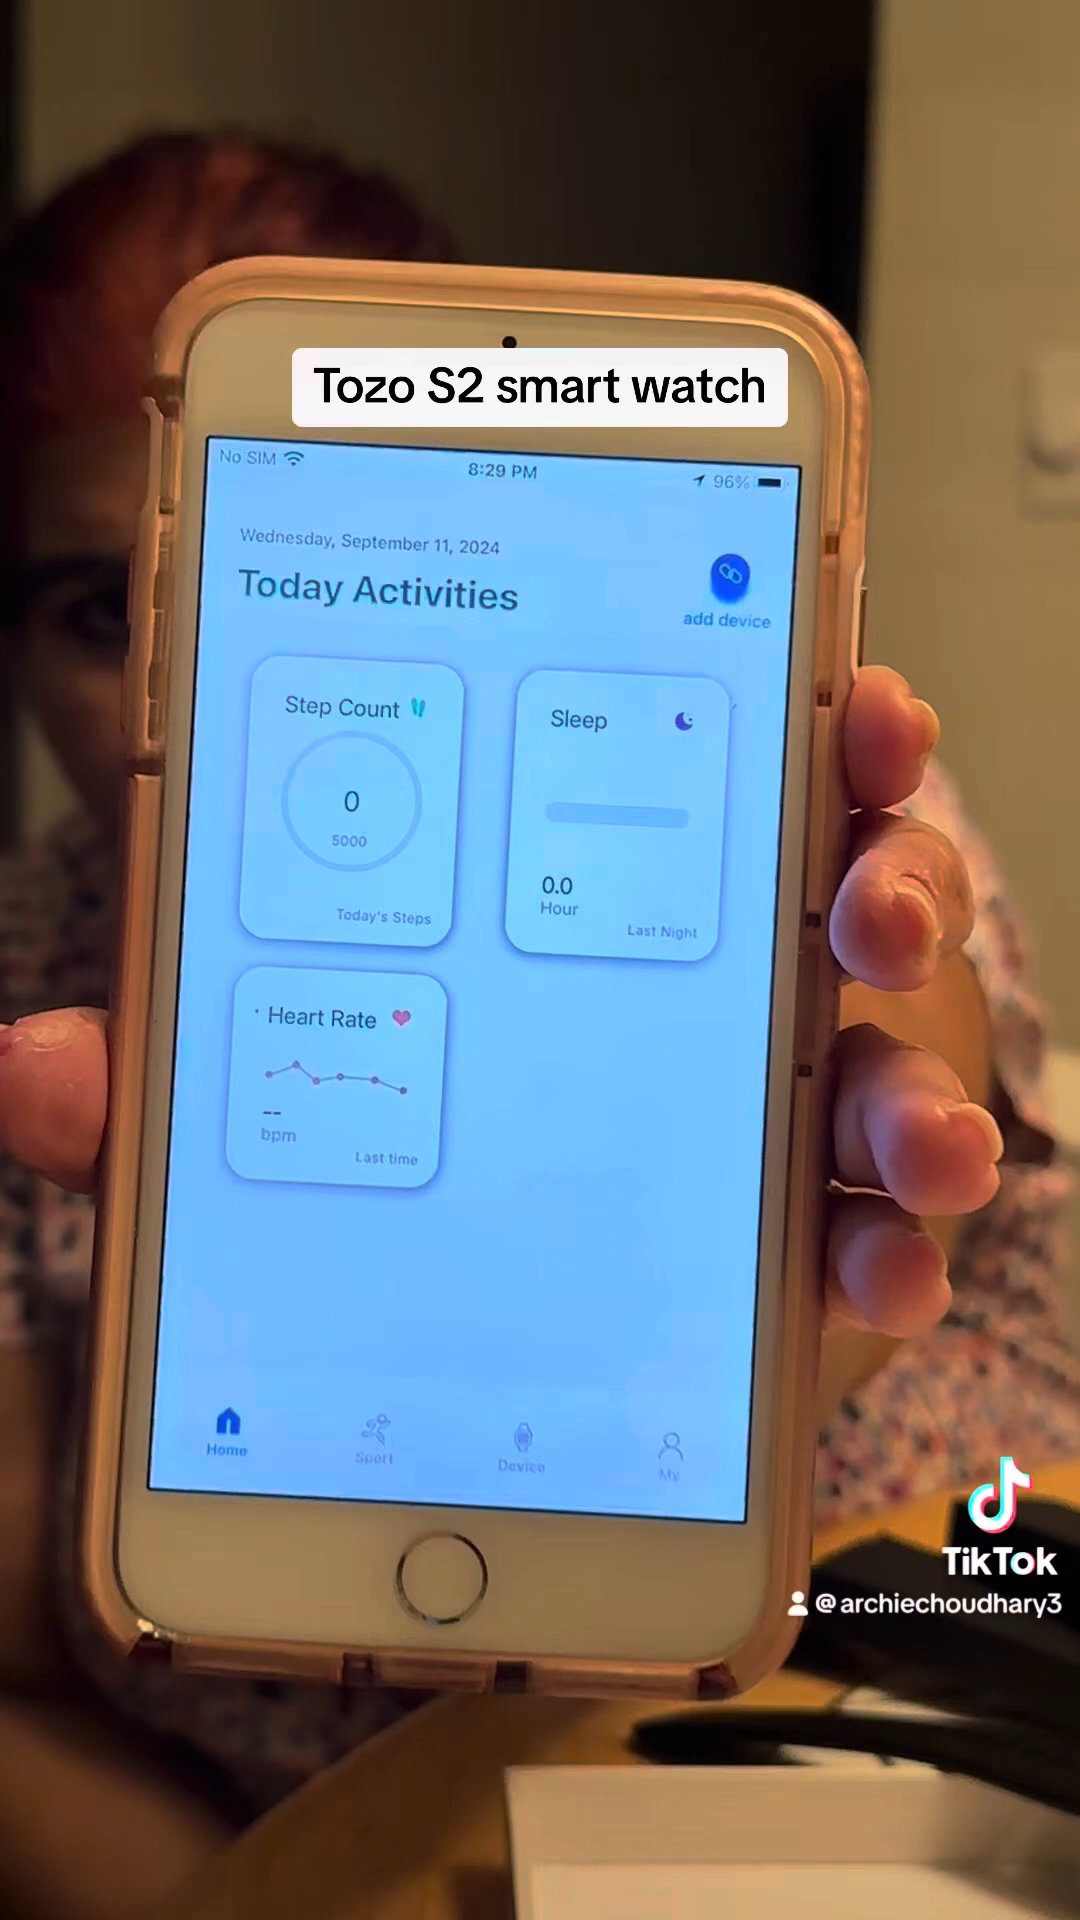 Tozo S2 smart watch
No SIM
8:29 PM
96%
Wednesday, September 11, 2024
Today Activities
add device
Step Count
0
5000
Today's Steps
Sleep
0.0
Hour
Last Night
Heart Rate
--
bpm
Last time
Home
Sport
Device
My
TikTok
@archiechoudhary3